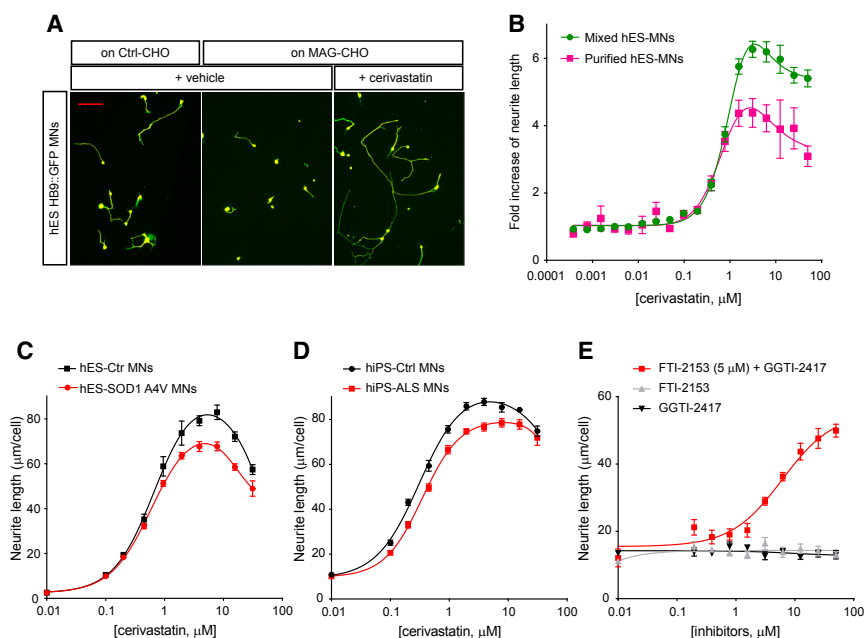 A
on Ctrl-CHO
on MAG-CHO
+ vehicle
+ cerivastatin
hES HB9::GFP MNs
B
Mixed hES-MNs
Purified hES-MNs
Fold increase of neurite length
6
4
2
0
0.0001
0.001
0.01
0.1
1
10
100
[cerivastatin, μM]
C
hES-Ctr MNs
hES-SOD1 A4V MNs
Neurite length (μm/cell)
80
60
40
20
0
0.01
0.1
1
10
100
[cerivastatin, μM]
D
hiPS-Ctrl MNs
hiPS-ALS MNs
Neurite length (μm/cell)
80
60
40
20
0
0.01
0.1
1
10
100
[cerivastatin, μM]
E
FTI-2153 (5 μM) + GGTI-2417
FTI-2153
GGTI-2417
Neurite length (μm/cell)
60
40
20
0
0.01
0.1
1
10
100
[inhibitors, μM]